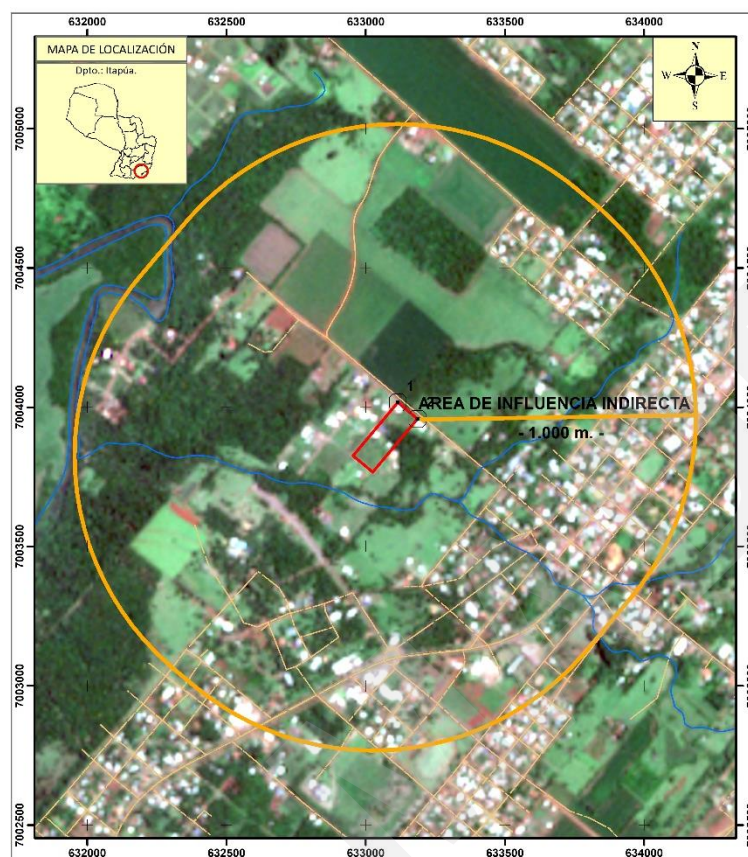 632000 632500 633000 633500 634000
MAPA DE LOCALIZACIÓN
Dpto.: Itapúa.
N
W E
S
7005000
7004500
1
2
7004000
AREA DE INFLUENCIA INDIRECTA
- 1.000 m. -
7003500
7003000
7002500
632000 632500 633000 633500 634000